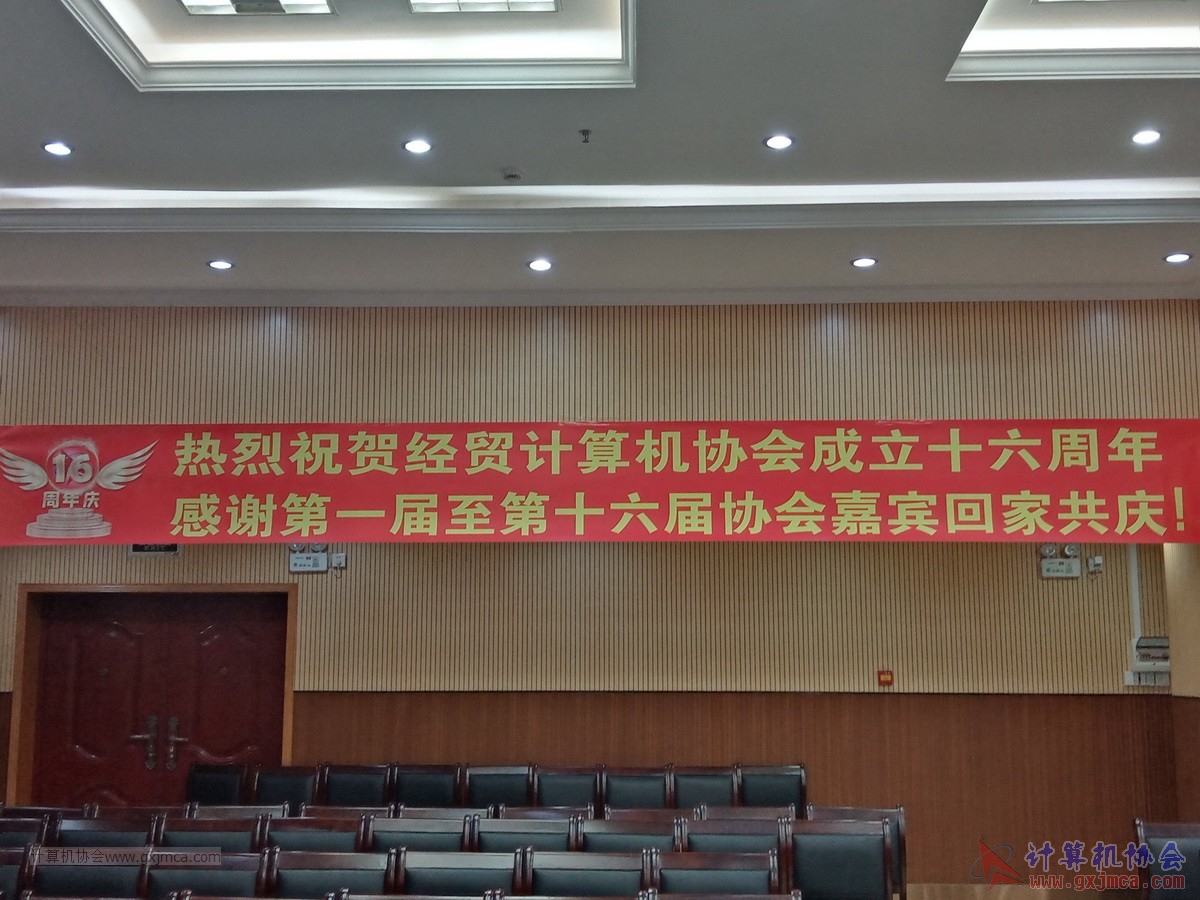 热烈祝贺经贸计算机协会成立十六周年
感谢第一届至第十六届协会嘉宾回家共庆!
16
周年庆
计算机协会www.gxjmca.com
计算机协会
www.gxjmca.com